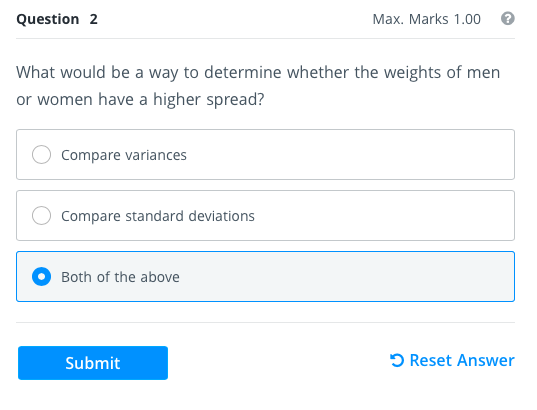 Question 2 Max. Marks 1.00 ?
What would be a way to determine whether the weights of men
or women have a higher spread?
Compare variances
Compare standard deviations
Both of the above
Submit Reset Answer